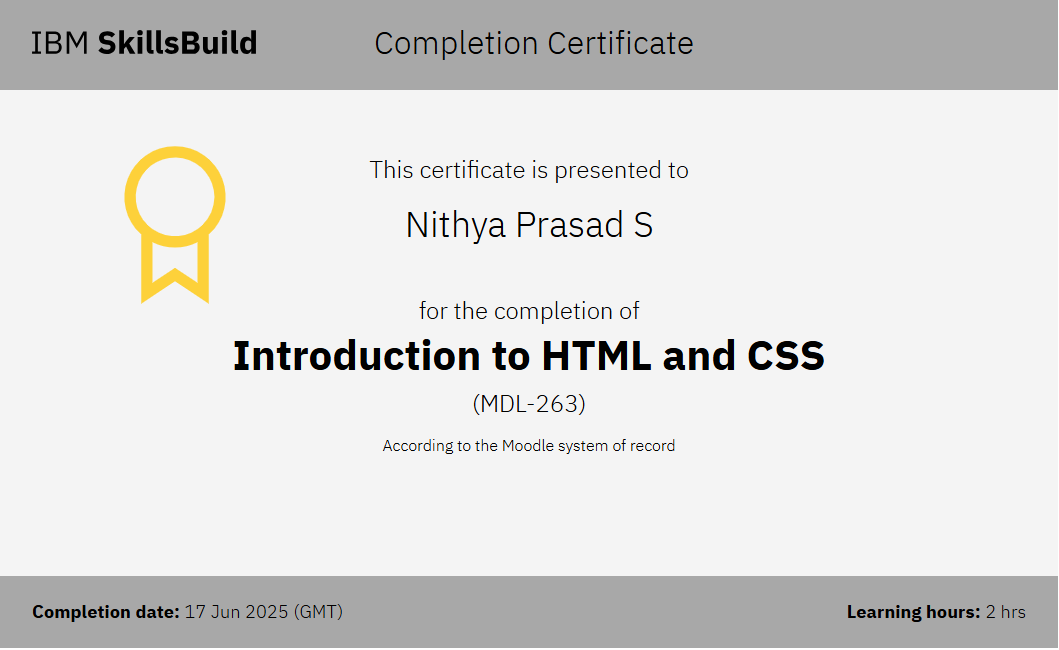 IBM SkillsBuild
Completion Certificate
This certificate is presented to
Nithya Prasad S
for the completion of
Introduction to HTML and CSS
(MDL-263)
According to the Moodle system of record
Completion date: 17 Jun 2025 (GMT)
Learning hours: 2 hrs